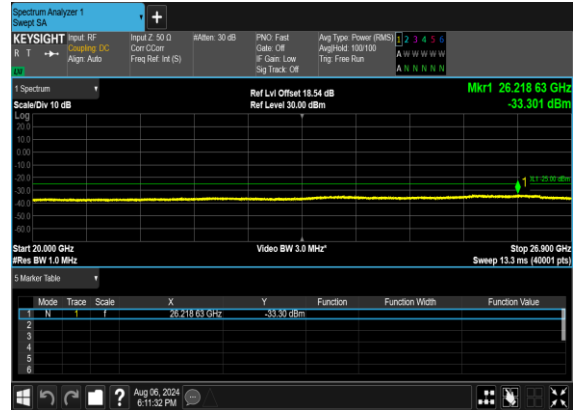 Spectrum Analyzer 1
Swept SA
+
KEYSIGHT Input: RF Input Z: 50 Ω #Atten: 30 dB PNO: Fast Avg Type: Power (RMS) 1 2 3 4 5 6
R T Coupling: DC Corr CCorr Gate: Off Avg|Hold: 100/100 A W W W W W
Align: Auto Freq Ref: Int (S) IF Gain: Low Trig: Free Run
LXI Sig Track: Off A N N N N N
1 Spectrum Ref Lvl Offset 18.54 dB Mkr1 26.218 63 GHz
Scale/Div 10 dB Ref Level 30.00 dBm -33.301 dBm
Log
20.0
10.0
0.00
-10.0
-20.0
-30.0
-40.0
-50.0
-60.0
1
-25.00 dBm
Start 20.000 GHz Video BW 3.0 MHz* Stop 26.900 GHz
#Res BW 1.0 MHz Sweep 13.3 ms (40001 pts)
5 Marker Table
Mode Trace Scale X Y Function Function Width Function Value
1 N 1 f 26.218 63 GHz -33.30 dBm
2
3
4
5
6
? Aug 06, 2024
6:11:32 PM